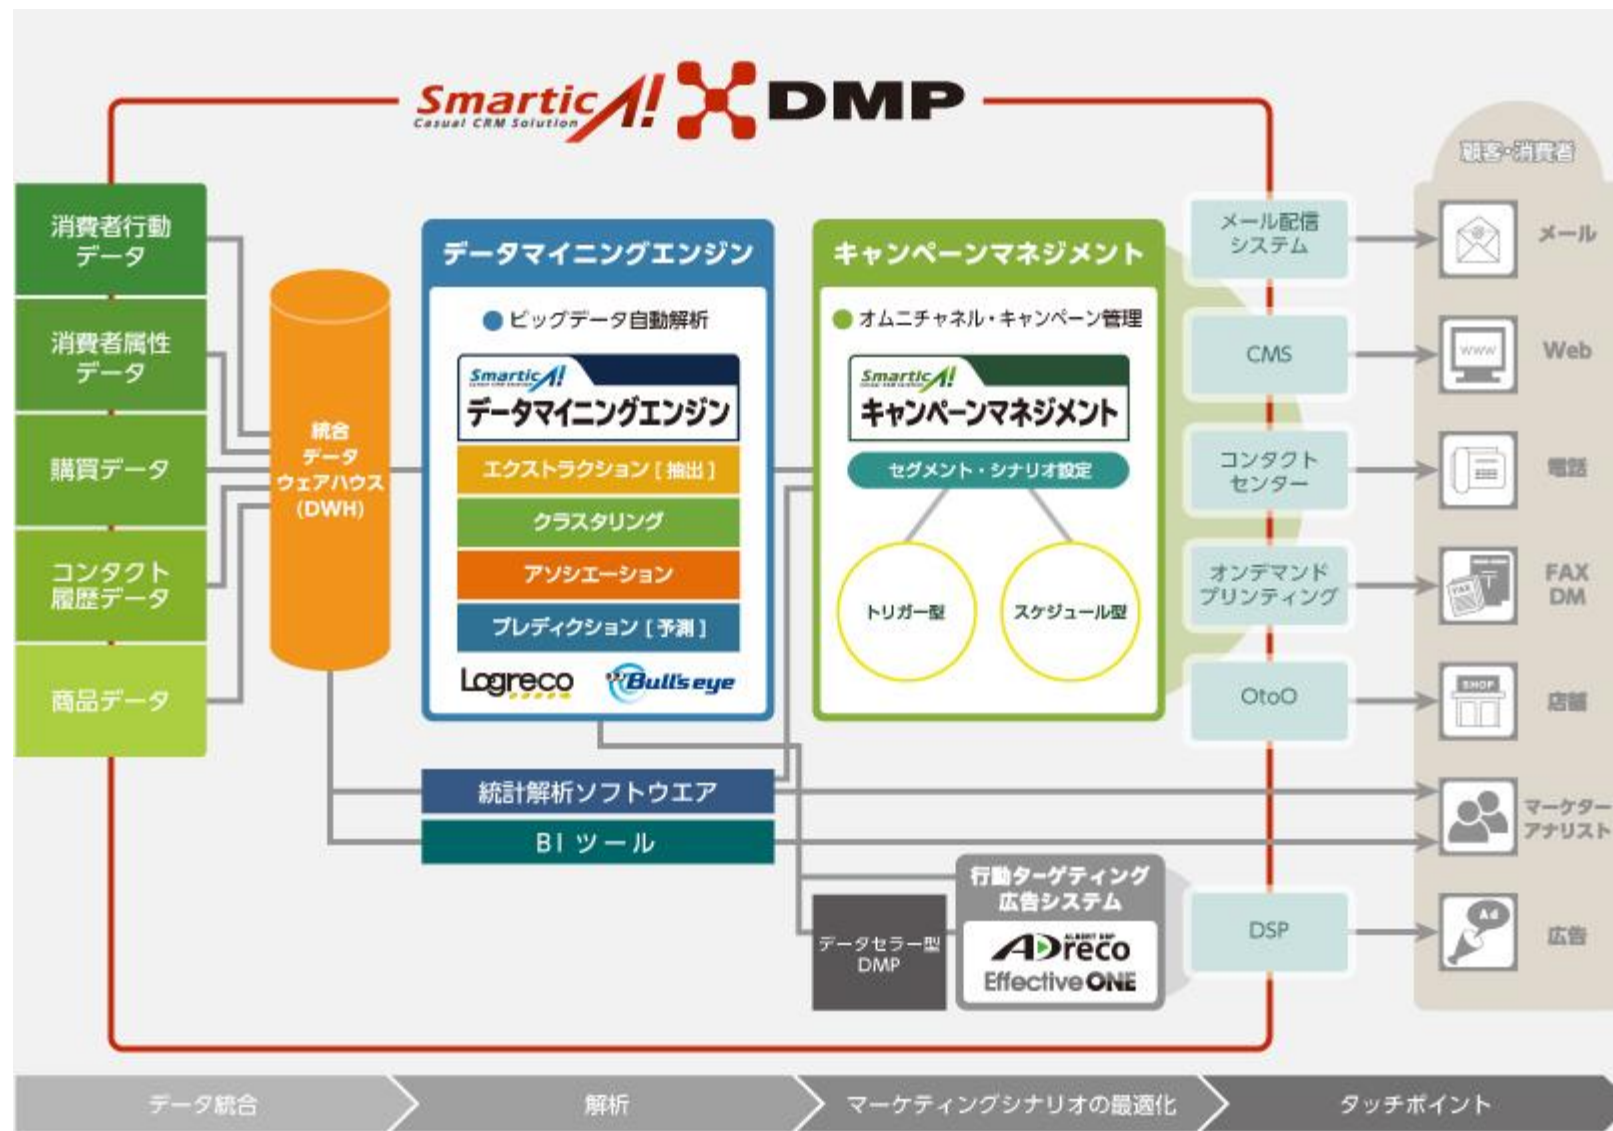 Smartic A!
Casual CRM Solution
DMP
消費者行動
データ
消費者属性
データ
購買データ
コンタクト
履歴データ
商品データ
統合
データ
ウェアハウス
(DWH)
データマイニングエンジン
ビッグデータ自動解析
Smartic A!
データマイニングエンジン
エクストラクション [ 抽出 ]
クラスタリング
アソシエーション
プレディクション [ 予測 ]
Logreco
Bull's eye
統計解析ソフトウエア
BI ツール
キャンペーンマネジメント
オムニチャネル・キャンペーン管理
Smartic A!
キャンペーンマネジメント
セグメント・シナリオ設定
トリガー型
スケジュール型
データセラー型
DMP
行動ターゲティング
広告システム
ALBERT DSP
ADreco
Effective ONE
メール配信
システム
CMS
コンタクト
センター
オンデマンド
プリンティング
OtoO
DSP
顧客・消費者
@
メール
WWW
Web
電話
FAX
FAX
DM
SHOP
店舗
マーケター
アナリスト
Ad
広告
データ統合
解析
マーケティングシナリオの最適化
タッチポイント